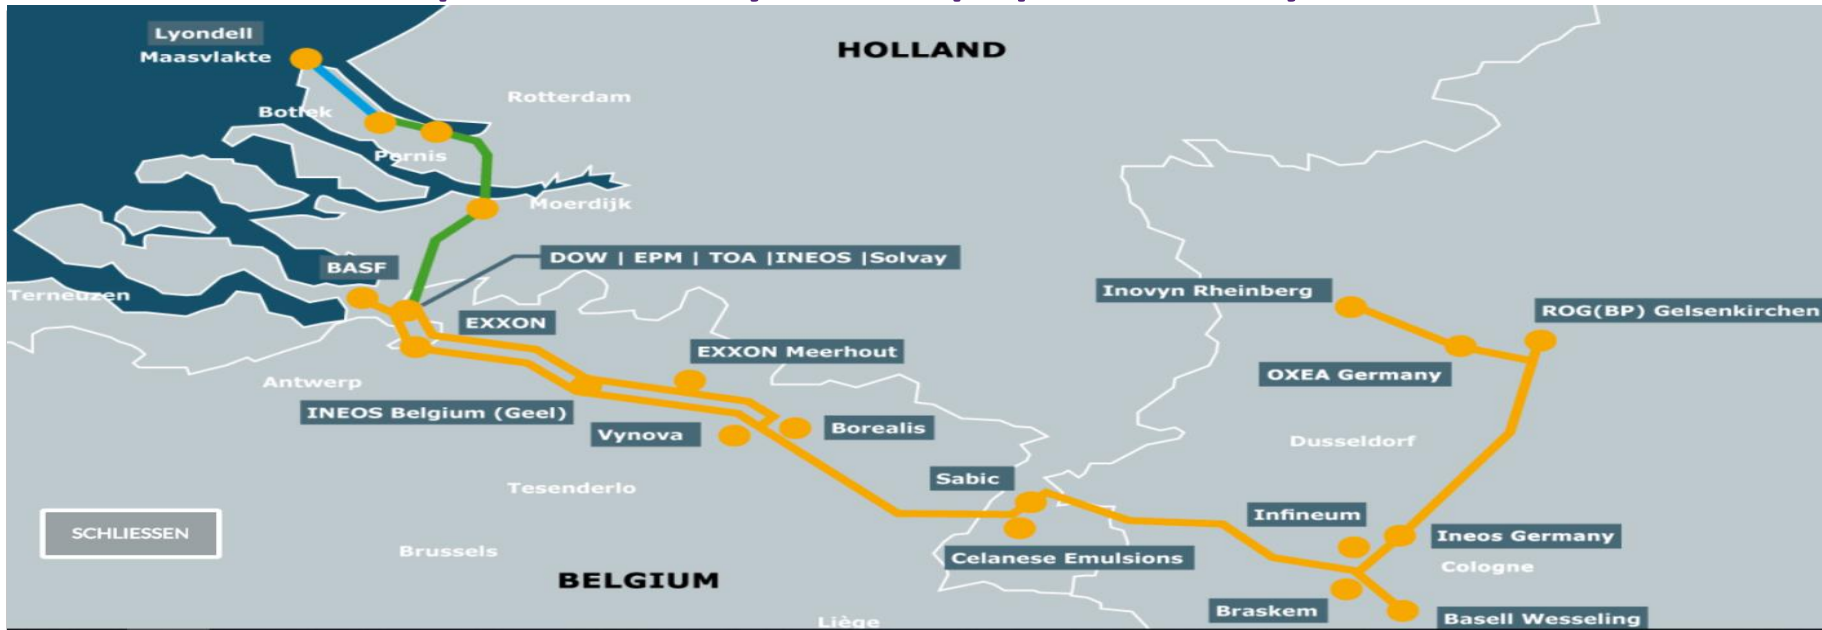 Lyondell
Maasvlakte
HOLLAND
Rotterdam
Botlek
Pernis
Moerdijk
DOW | EPM | TOA |INEOS |Solvay
BASF
Terneuzen
Inovyn Rheinberg
ROG(BP) Gelsenkirchen
EXXON
EXXON Meerhout
OXEA Germany
Antwerp
INEOS Belgium (Geel)
Vynova
Borealis
Dusseldorf
Sabic
Tesenderlo
Infineum
SCHLIESSEN
Ineos Germany
Brussels
Celanese Emulsions
Cologne
BELGIUM
Braskem
Basell Wesseling
Liège